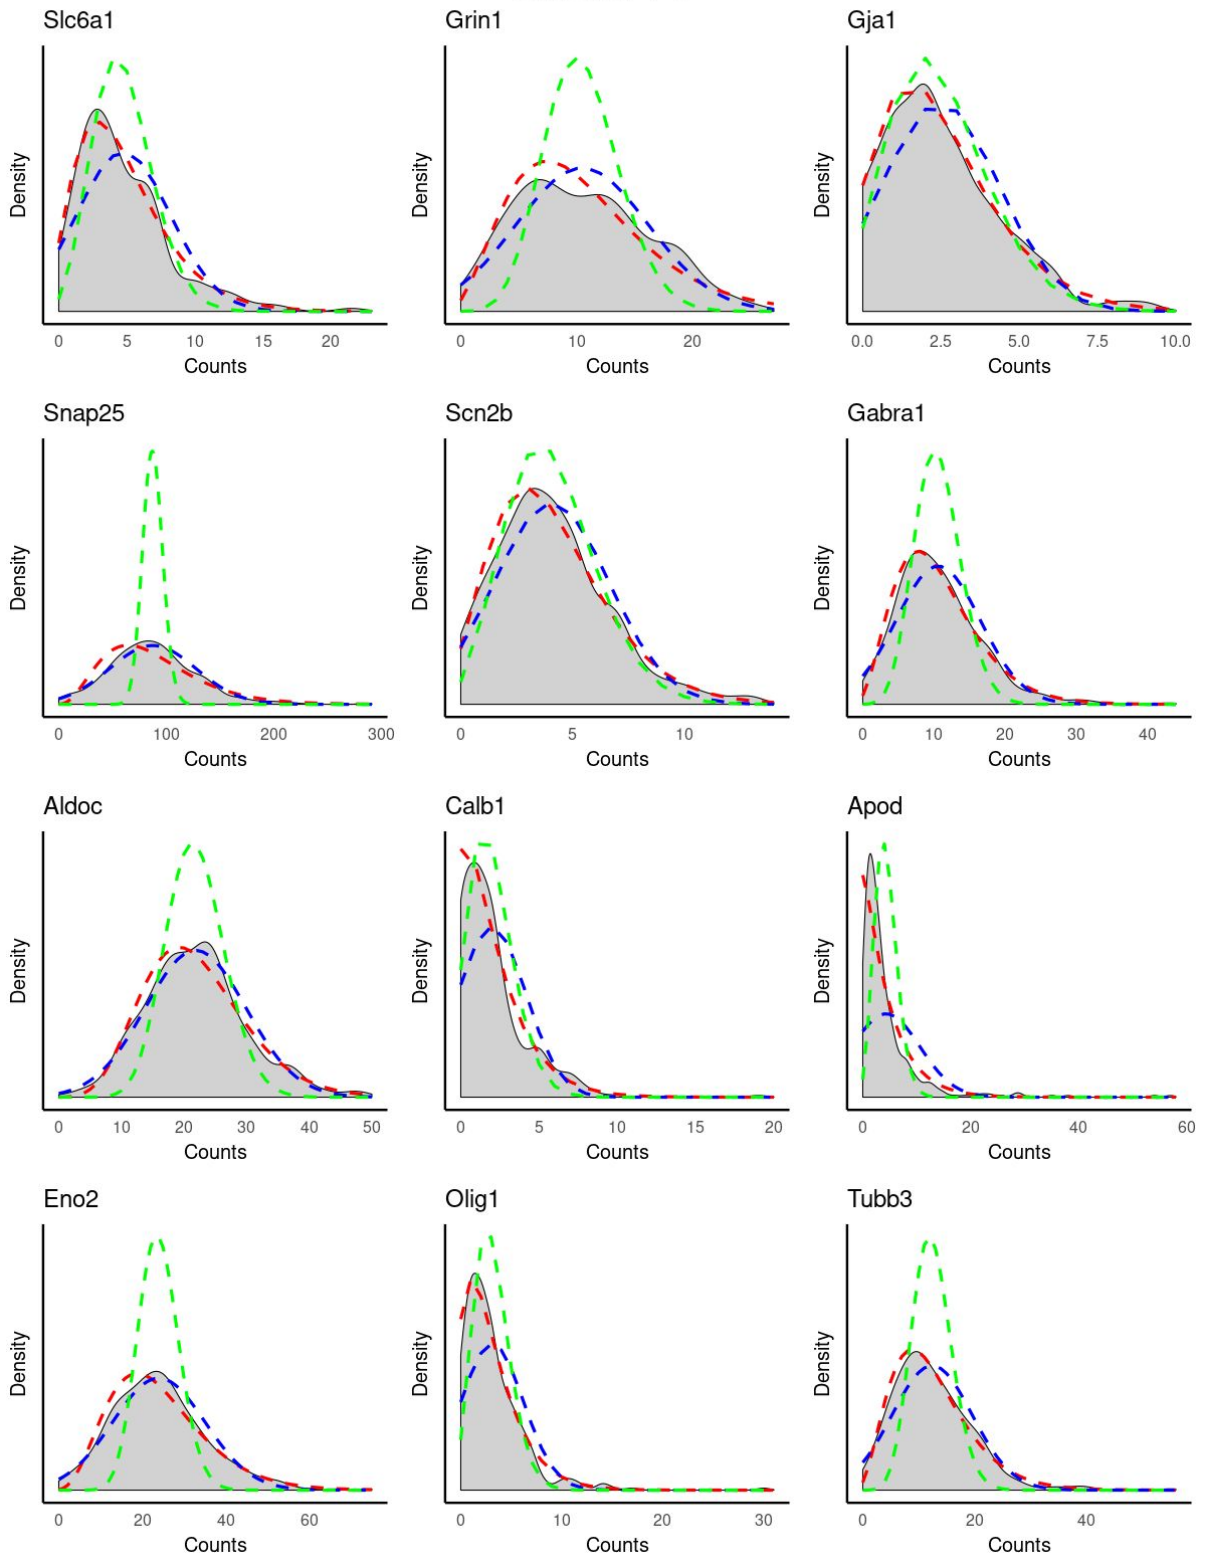 Slc6a1 Grin1 Gja1
Density Density Density
0 5 10 15 20 0 10 20 0.0 2.5 5.0 7.5 10.0
Counts Counts Counts
Snap25 Scn2b Gabra1
Density Density Density
0 100 200 300 0 5 10 0 10 20 30 40
Counts Counts Counts
Aldoc Calb1 Apod
Density Density Density
0 10 20 30 40 50 0 5 10 15 20 0 20 40 60
Counts Counts Counts
Eno2 Olig1 Tubb3
Density Density Density
0 20 40 60 0 10 20 30 0 20 40
Counts Counts Counts